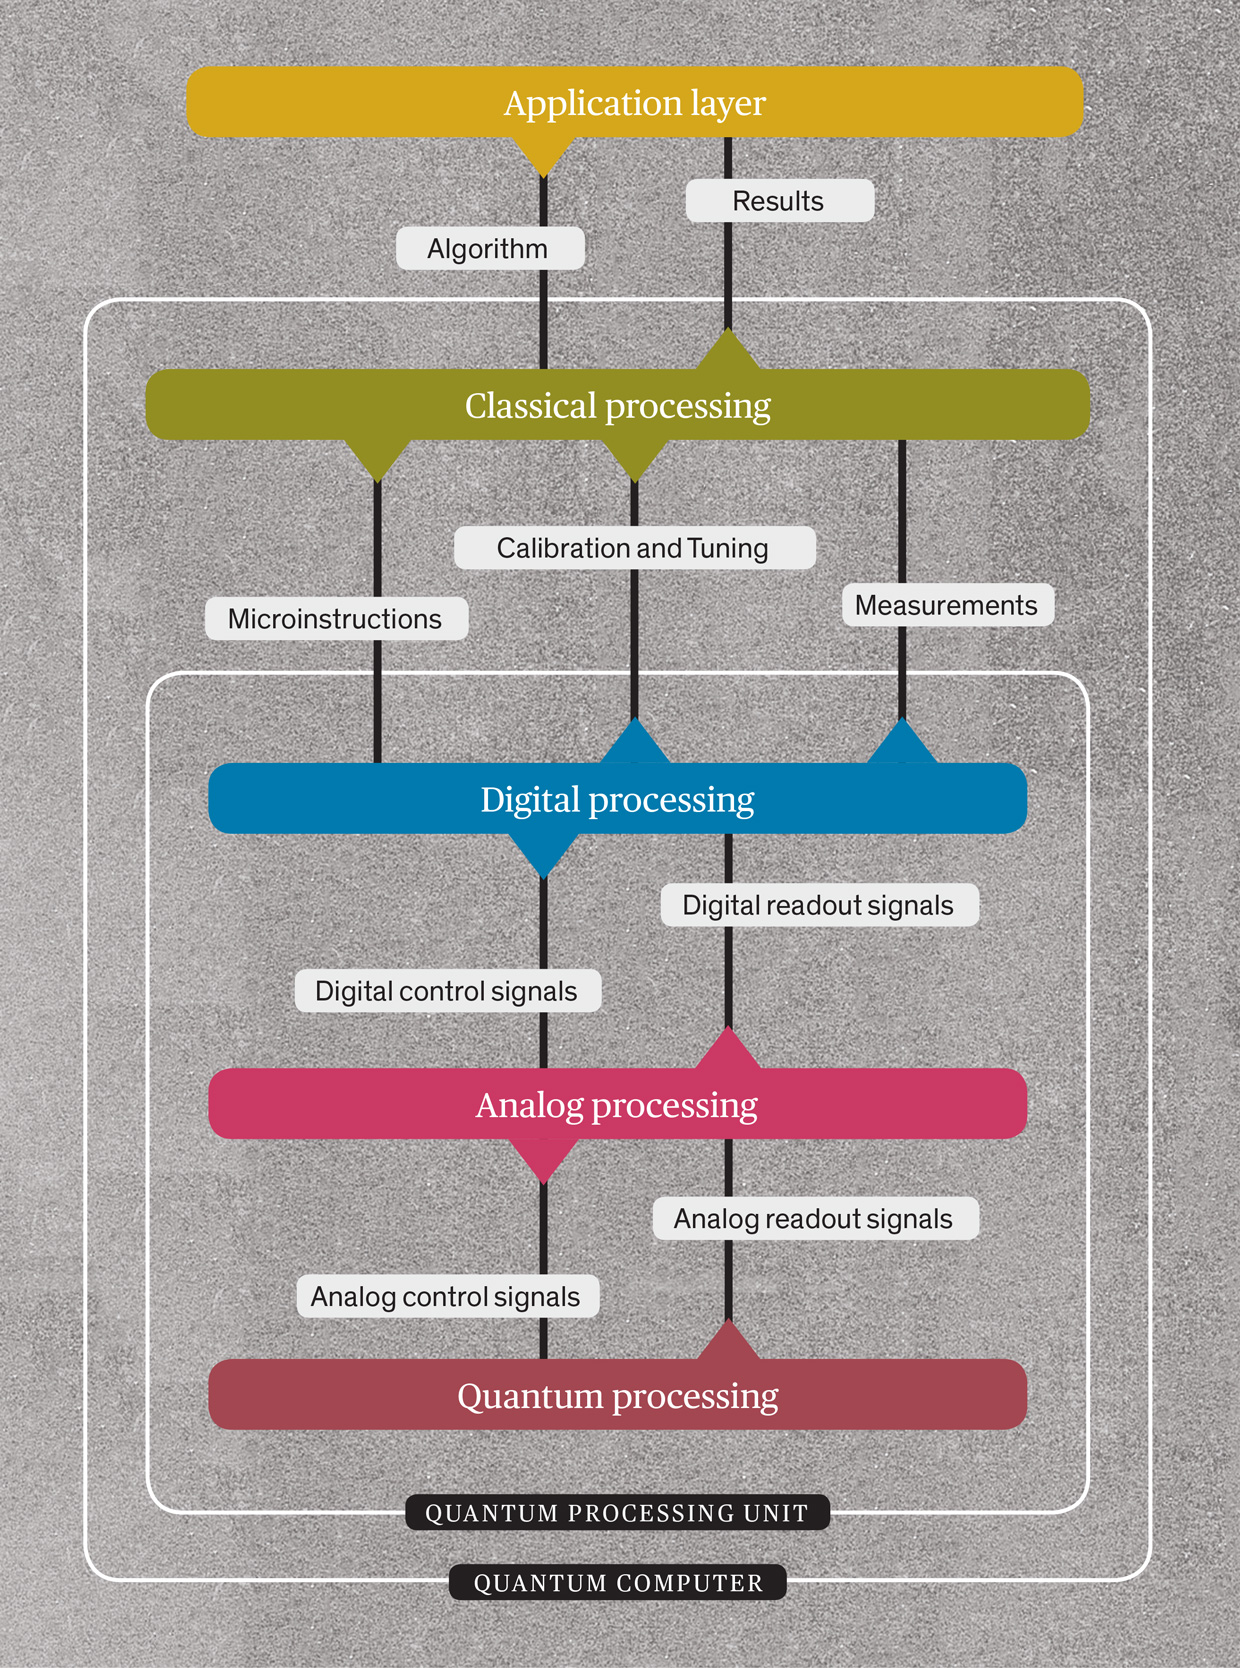 Application layer
Results
Algorithm
Classical processing
Calibration and Tuning
Measurements
Microinstructions
Digital processing
Digital readout signals
Digital control signals
Analog processing
Analog readout signals
Analog control signals
Quantum processing
QUANTUM PROCESSING UNIT
QUANTUM COMPUTER